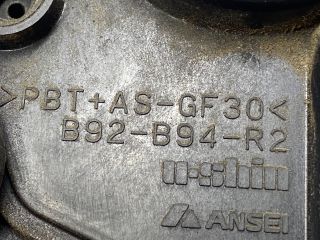 >PBT+AS-GF30<
B92-B94-R2
u-shin
ANSEI